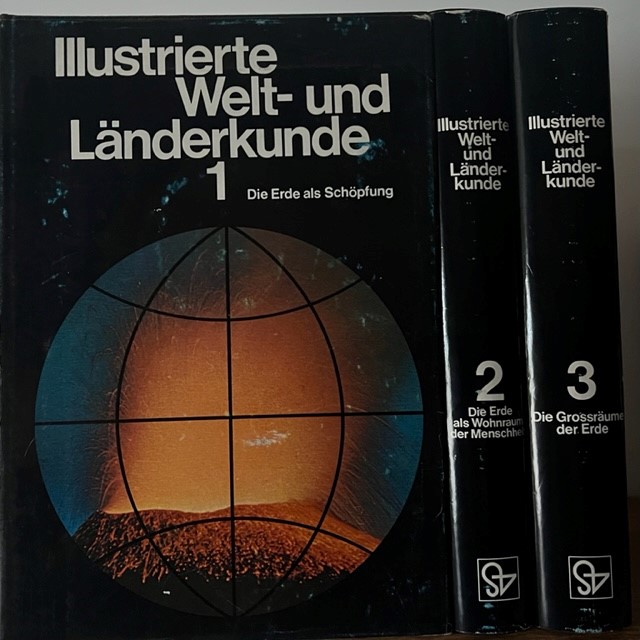 Illustrierte
Welt- und
Länderkunde
1 Die Erde als Schöpfung
Illustrierte
Welt-
und
Länder-
kunde
2
Die Erde
als Wohnraum
der Menschhei
Illustrierte
Welt-
und
Länder-
kunde
3
Die Grossräume
der Erde